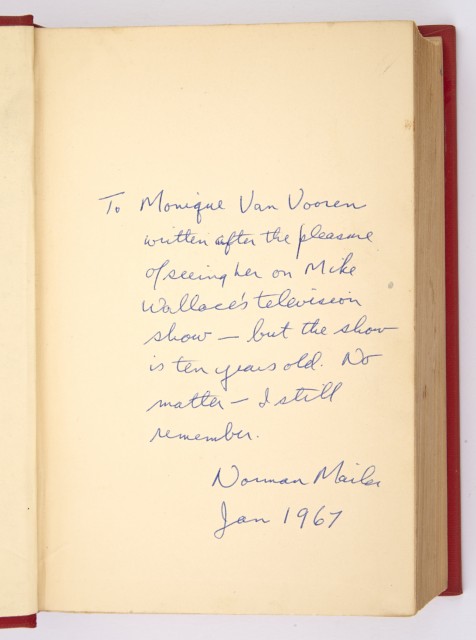 To Monique Van Vooren
written after the pleasure
of seeing her on Mike
Wallace's television
show – but the show
is ten years old. No
matter – I still
remember.
Norman Mailer
Jan 1967